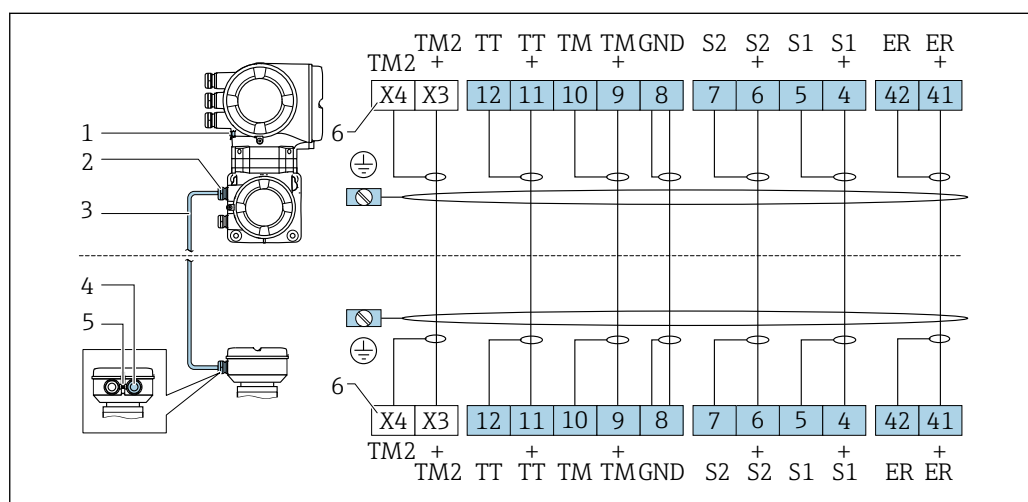 TM2 TT TT TM TM GND S2 S2 S1 S1 ER ER
TM2 + + + + + +
X4 X3 12 11 10 9 8 7 6 5 4 42 41
6
1
2
3
4
5
6
X4 X3 12 11 10 9 8 7 6 5 4 42 41
TM2 + + + + + +
TM2 TT TT TM TM GND S2 S2 S1 S1 ER ER